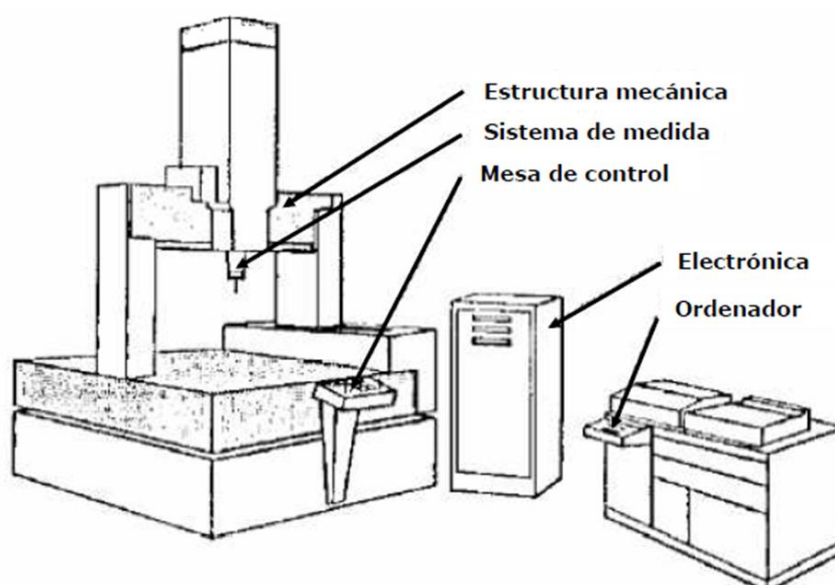 Estructura mecánica
Sistema de medida
Mesa de control
Electrónica
Ordenador